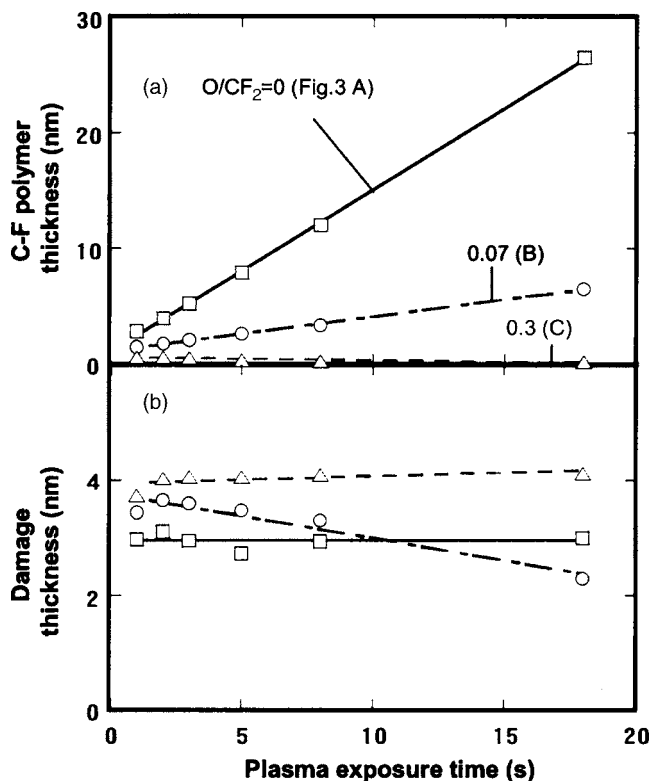 30
(a)
O/CF2=0 (Fig.3 A)
20
C-F polymer
thickness (nm)
10
0.07 (B)
0.3 (C)
0
(b)
4
Damage
thickness (nm)
2
0
0 5 10 15 20
Plasma exposure time (s)